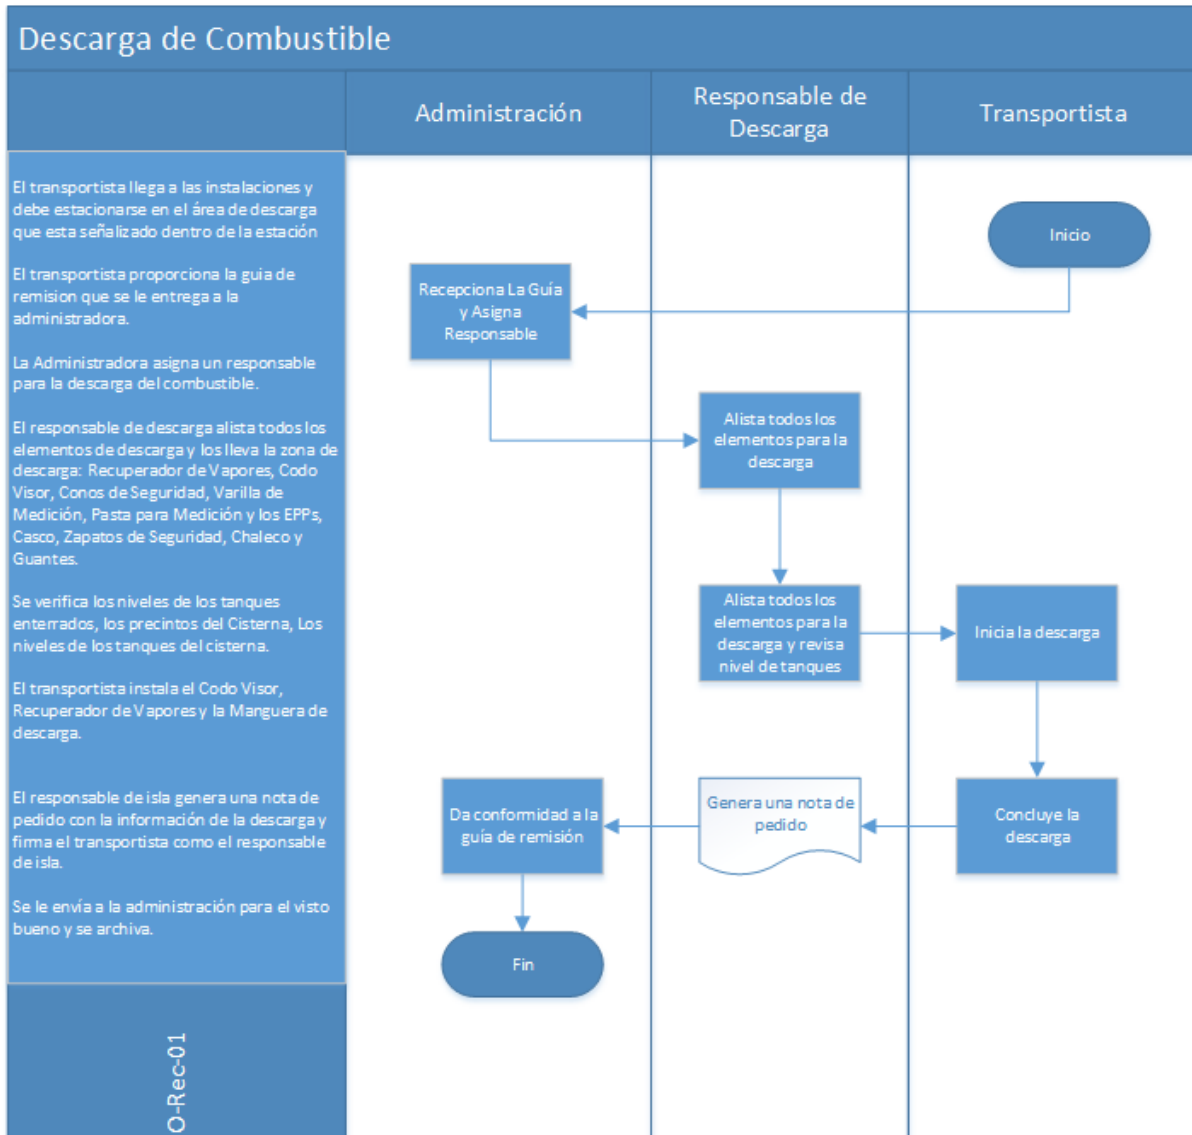 Descarga de Combustible
Administración
Responsable de
Descarga
Transportista
El transportista llega a las instalaciones y
debe estacionarse en el área de descarga
que esta señalizado dentro de la estación
El transportista proporciona la guia de
remision que se le entrega a la
administradora.
La Administradora asigna un responsable
para la descarga del combustible.
El responsable de descarga alista todos los
elementos de descarga y los lleva la zona de
descarga: Recuperador de Vapores, Codo
Visor, Conos de Seguridad, Varilla de
Medición, Pasta para Medición y los EPPs,
Casco, Zapatos de Seguridad, Chaleco y
Guantes.
Se verifica los niveles de los tanques
enterrados, los precintos del Cisterna, Los
niveles de los tanques del cisterna.
El transportista instala el Codo Visor,
Recuperador de Vapores y la Manguera de
descarga.
El responsable de isla genera una nota de
pedido con la información de la descarga y
firma el transportista como el responsable
de isla.
Se le envía a la administración para el visto
bueno y se archiva.
Inicio
Recepciona La Guía
y Asigna
Responsable
Alista todos los
elementos para la
descarga
Alista todos los
elementos para la
descarga y revisa
nivel de tanques
Inicia la descarga
Concluye la
descarga
Genera una nota de
pedido
Da conformidad a la
guía de remisión
Fin
O-Rec-01